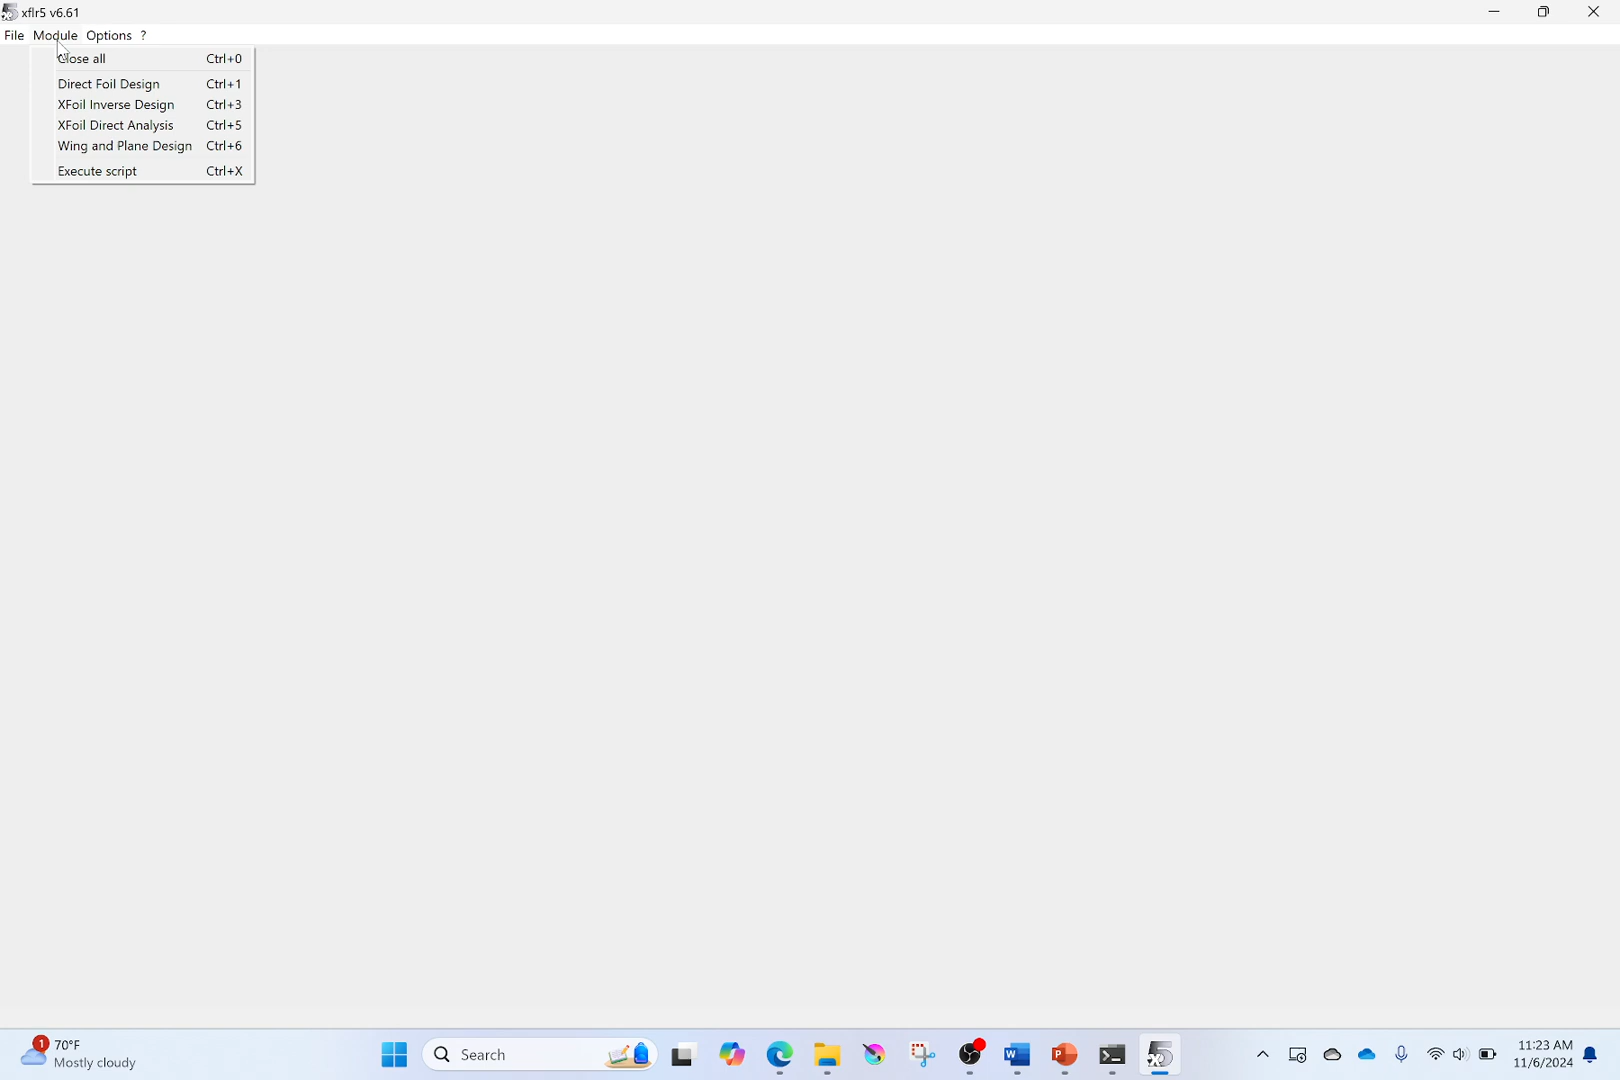 xflr5 v6.61
File Module Options ?
Close all Ctrl+0
Direct Foil Design Ctrl+1
XFoil Inverse Design Ctrl+3
XFoil Direct Analysis Ctrl+5
Wing and Plane Design Ctrl+6
Execute script Ctrl+X
1
70°F
Mostly cloudy
Search
11:23 AM
11/6/2024